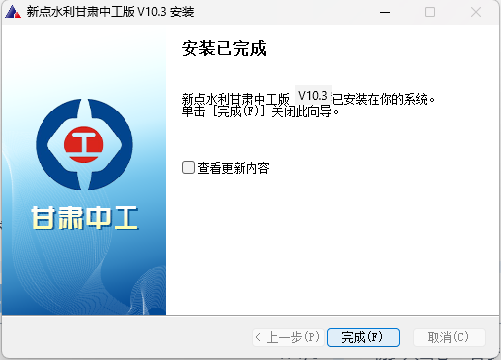 新点水利甘肃中工版 V10.3 安装
安装已完成
新点水利甘肃中工版 V10.3 已安装在你的系统。
单击 [完成(F)] 关闭此向导。
工
查看更新内容
甘肃中工
< 上一步(P)
完成(F)
取消(C)